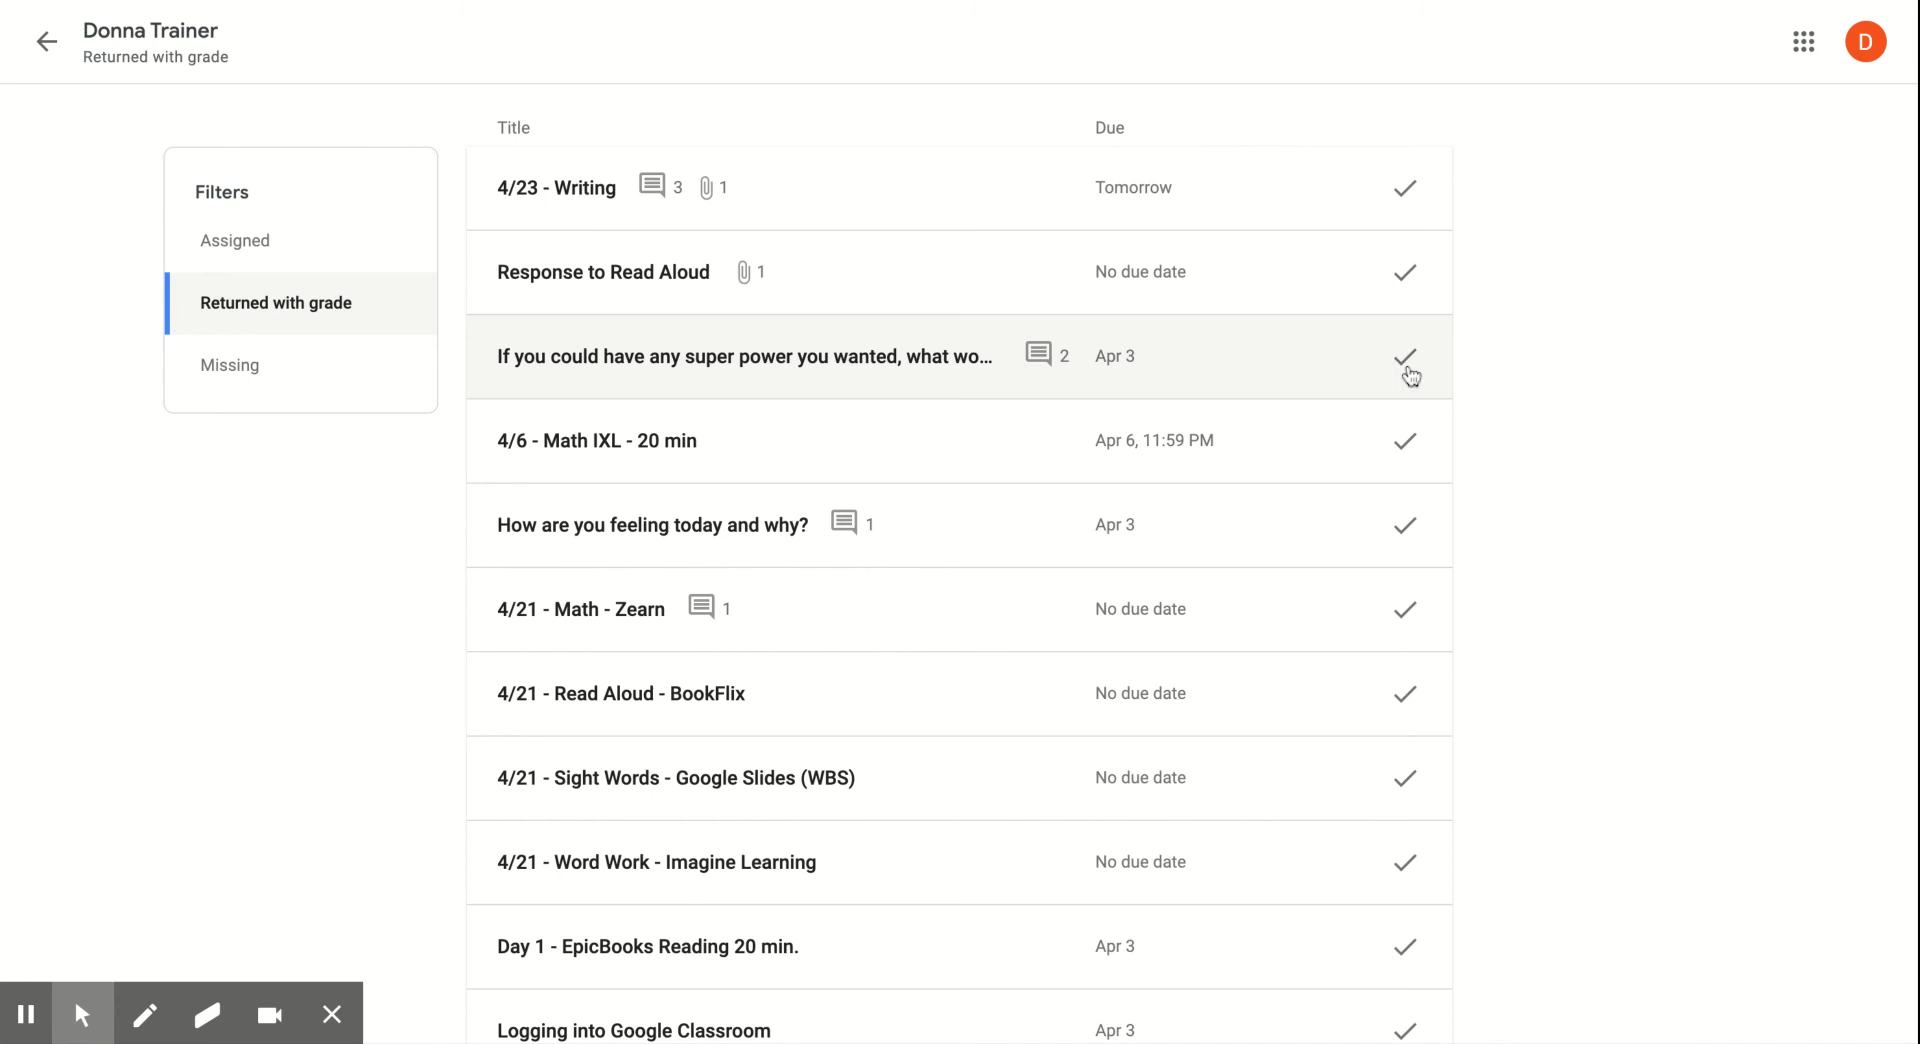 Donna Trainer
Returned with grade
D
Title Due
Filters
Assigned
Returned with grade
Missing
4/23 - Writing 3 1 Tomorrow
Response to Read Aloud 1 No due date
If you could have any super power you wanted, what wo... 2 Apr 3
4/6 - Math IXL - 20 min Apr 6, 11:59 PM
How are you feeling today and why? 1 Apr 3
4/21 - Math - Zearn 1 No due date
4/21 - Read Aloud - BookFlix No due date
4/21 - Sight Words - Google Slides (WBS) No due date
4/21 - Word Work - Imagine Learning No due date
Day 1 - EpicBooks Reading 20 min. Apr 3
Logging into Google Classroom Apr 3